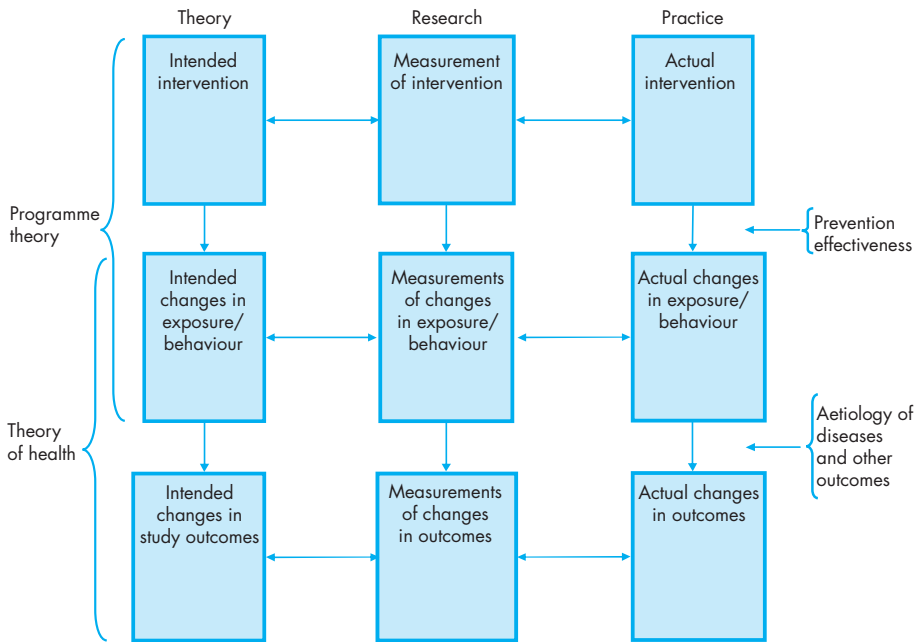 Theory
Research
Practice
Intended
intervention
Measurement
of intervention
Actual
intervention
Programme
theory
Prevention
effectiveness
Intended
changes in
exposure/
behaviour
Measurements
of changes
in exposure/
behaviour
Actual changes
in exposure/
behaviour
Theory
of health
Aetiology of
diseases
and other
outcomes
Intended
changes in
study outcomes
Measurements
of changes
in outcomes
Actual changes
in outcomes